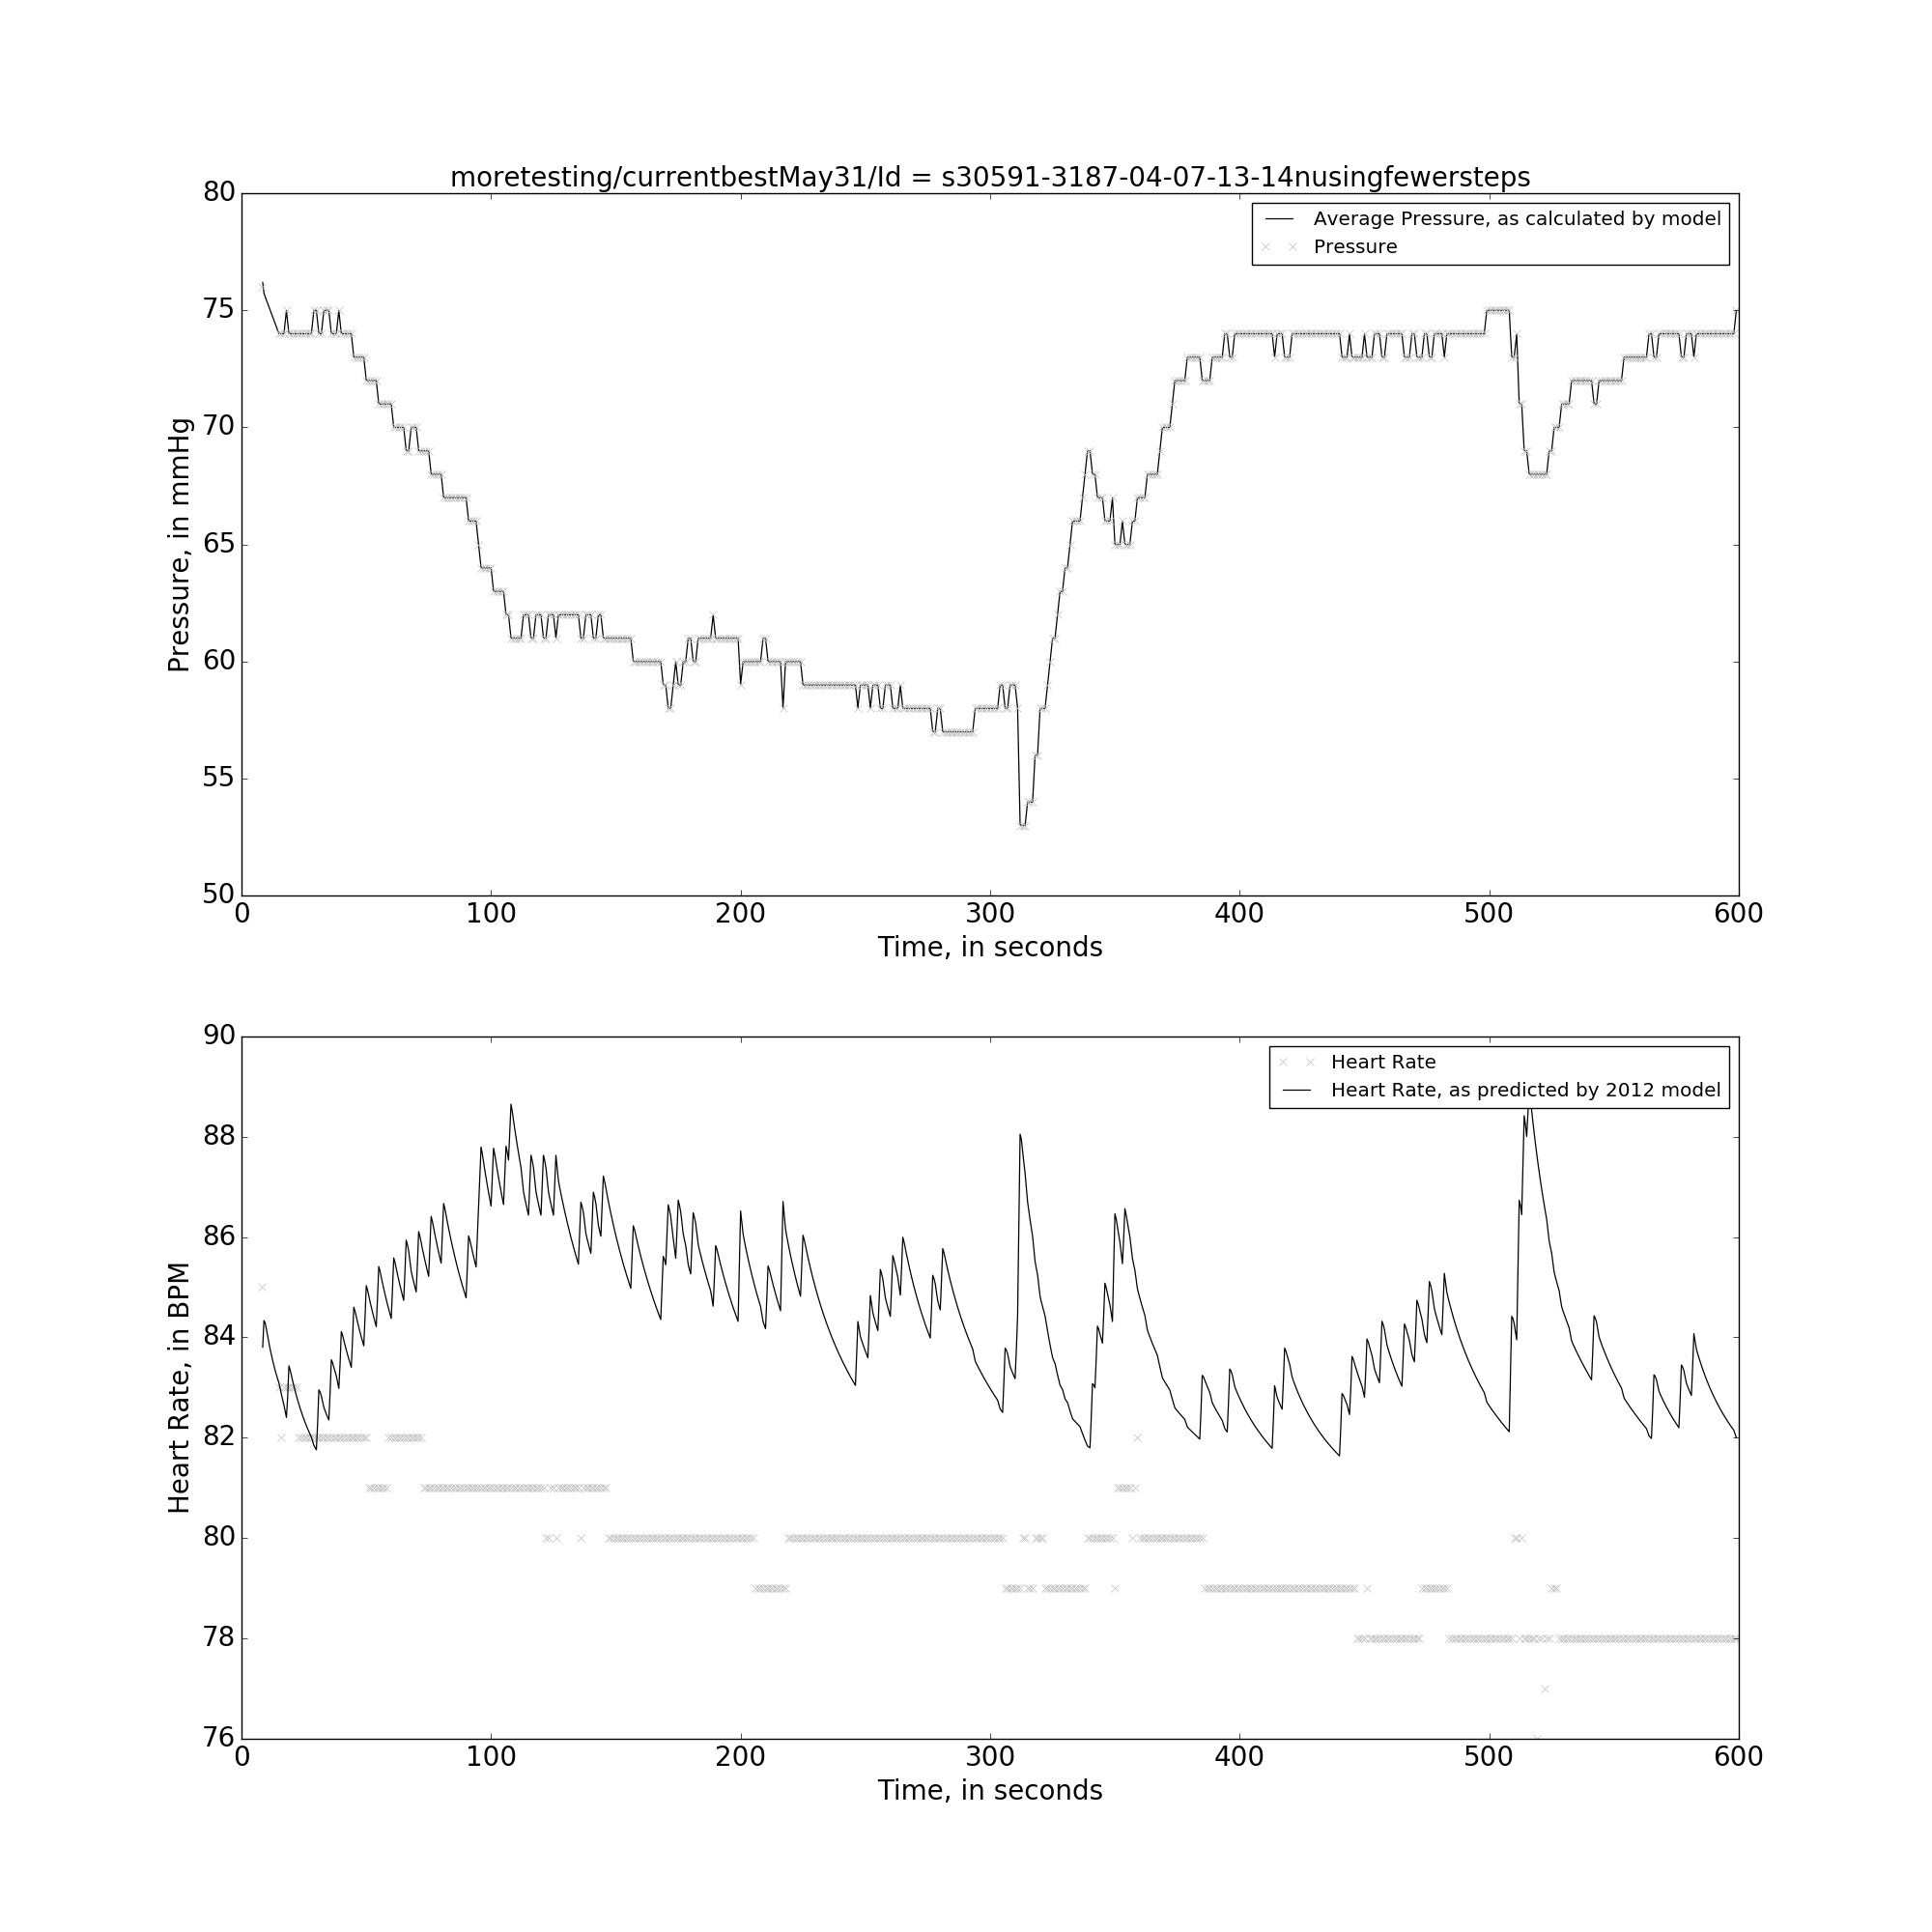 moretesting/currentbestMay31/Id = s30591-3187-04-07-13-14nusingfewersteps
80
75
70
65
60
55
50
Pressure, in mmHg
Average Pressure, as calculated by model
Pressure
0 100 200 300 400 500 600
Time, in seconds
90
88
86
84
82
80
78
76
Heart Rate, in BPM
Heart Rate
Heart Rate, as predicted by 2012 model
0 100 200 300 400 500 600
Time, in seconds